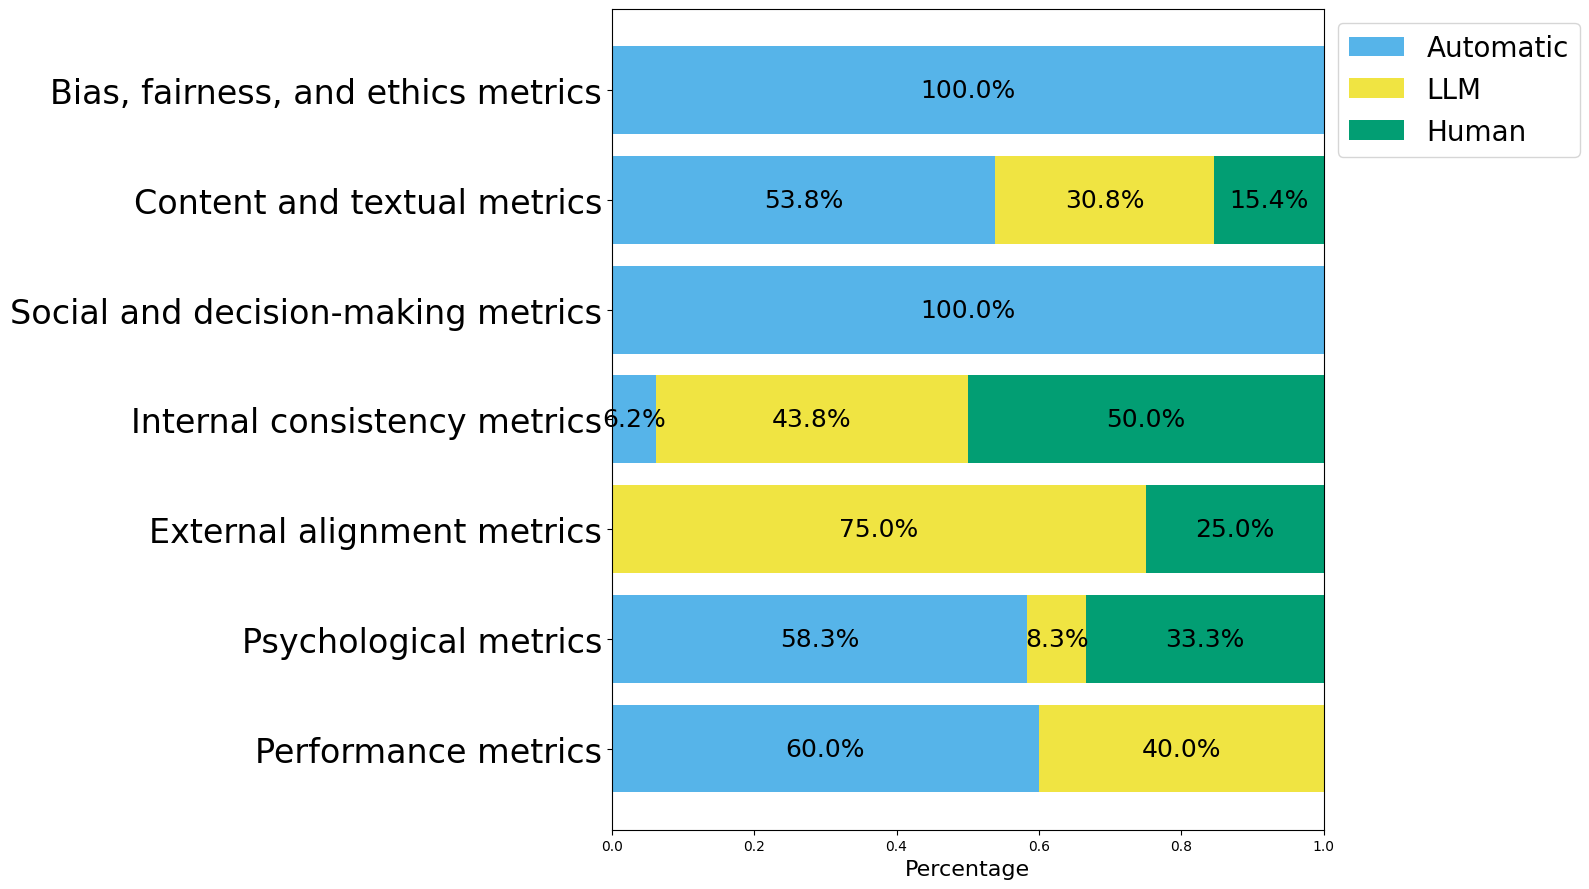 Automatic
LLM
Human
Bias, fairness, and ethics metrics
100.0%
Content and textual metrics
53.8%
30.8%
15.4%
Social and decision-making metrics
100.0%
Internal consistency metrics
6.2%
43.8%
50.0%
External alignment metrics
75.0%
25.0%
Psychological metrics
58.3%
8.3%
33.3%
Performance metrics
60.0%
40.0%
0.0
0.2
0.4
0.6
0.8
1.0
Percentage